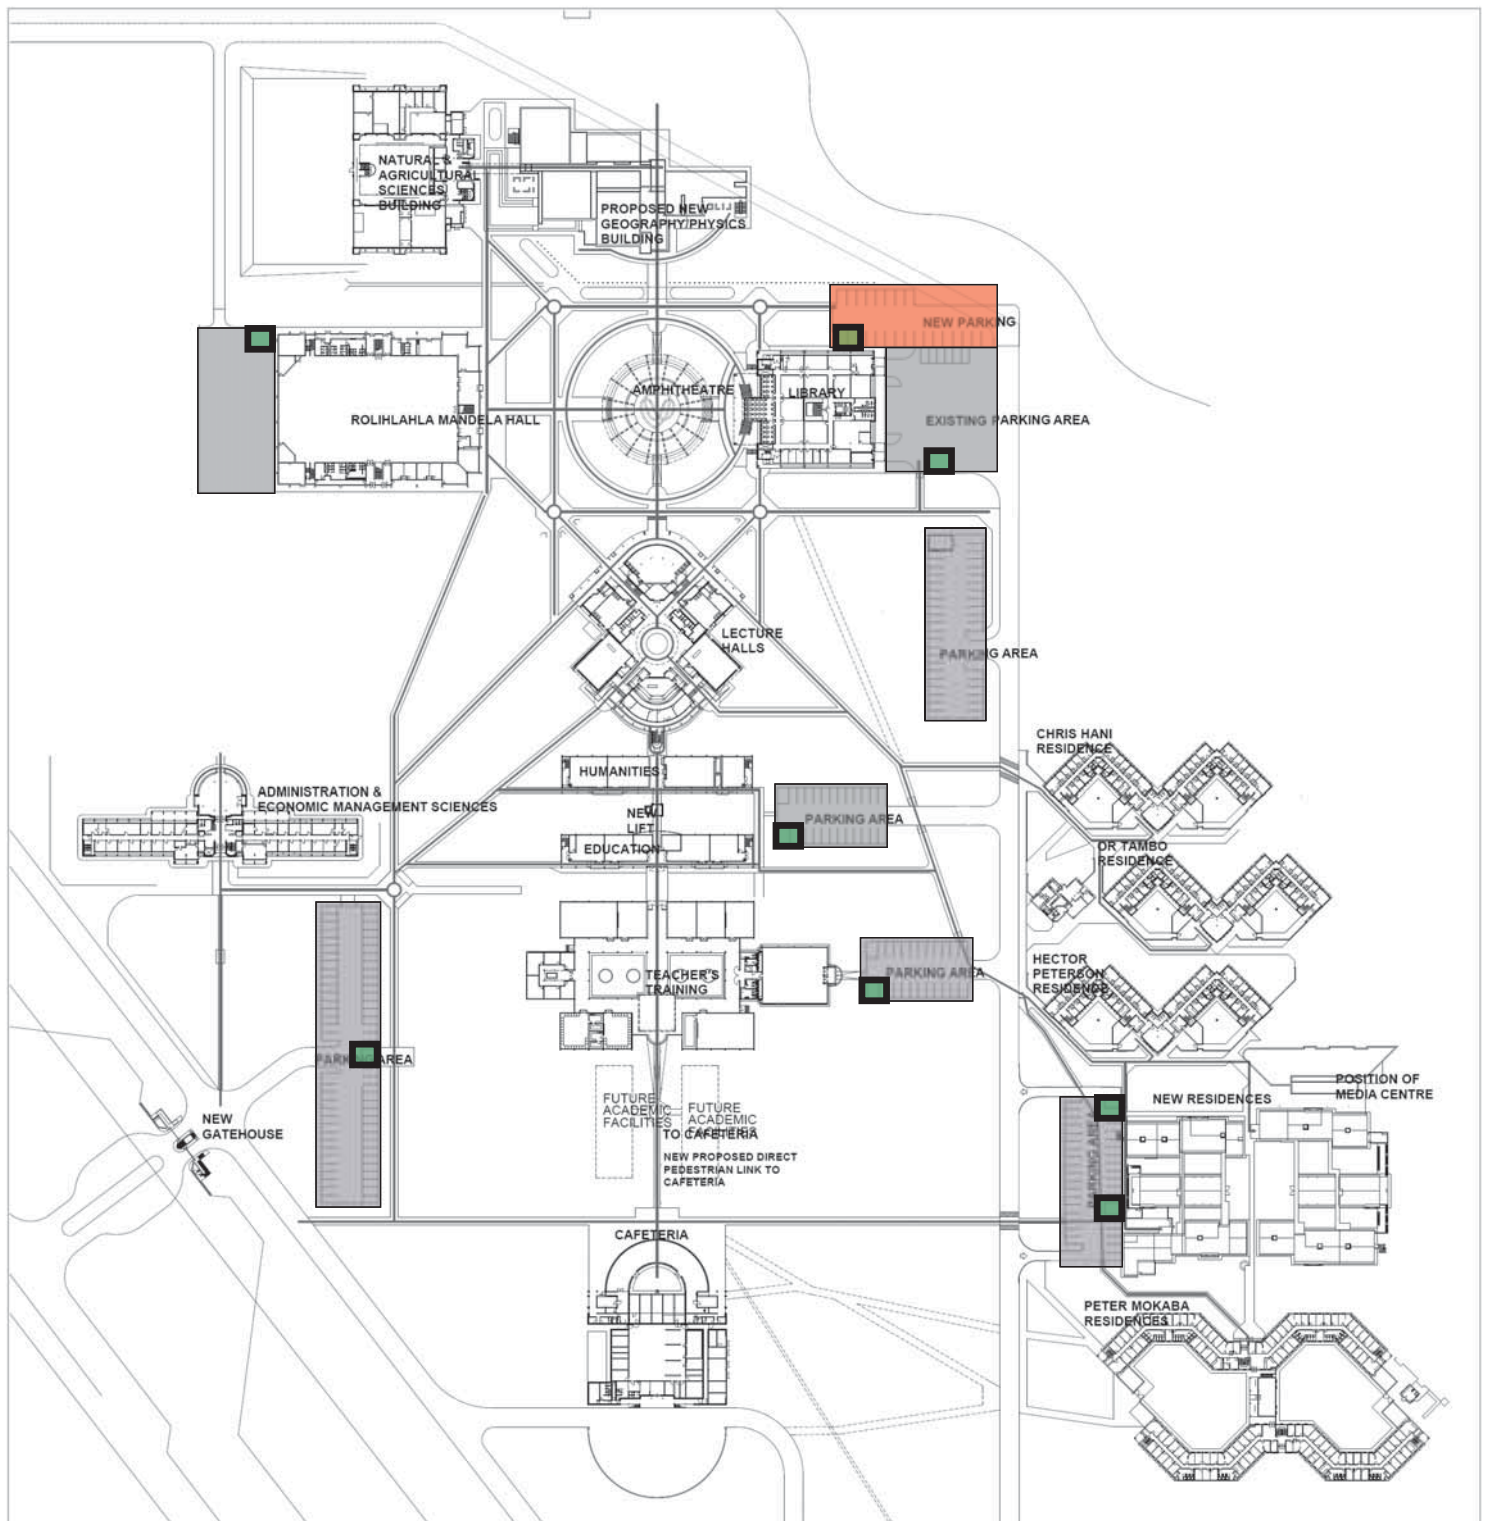 NATURAL &
AGRICULTURAL
SCIENCES
BUILDING
PROPOSED NEW
GEOGRAPHY/PHYSICS
BUILDING
NEW PARKING
AMPHITHEATRE
LIBRARY
ROLIHLAHLA MANDELA HALL
EXISTING PARKING AREA
LECTURE
HALLS
PARKING AREA
CHRIS HANI
RESIDENCE
HUMANITIES
ADMINISTRATION &
ECONOMIC MANAGEMENT SCIENCES
NEW
LIFT
PARKING AREA
EDUCATION
OR TAMBO
RESIDENCE
HECTOR
PETERSON
RESIDENCE
TEACHER'S
TRAINING
PARKING AREA
PARKING AREA
POSITION OF
MEDIA CENTRE
NEW RESIDENCES
FUTURE
ACADEMIC
FACILITIES
FUTURE
ACADEMIC
FACILITIES
NEW
GATEHOUSE
TO CAFETERIA
PARKING AREA
NEW PROPOSED DIRECT
PEDESTRIAN LINK TO
CAFETERIA
CAFETERIA
PETER MOKABA
RESIDENCES